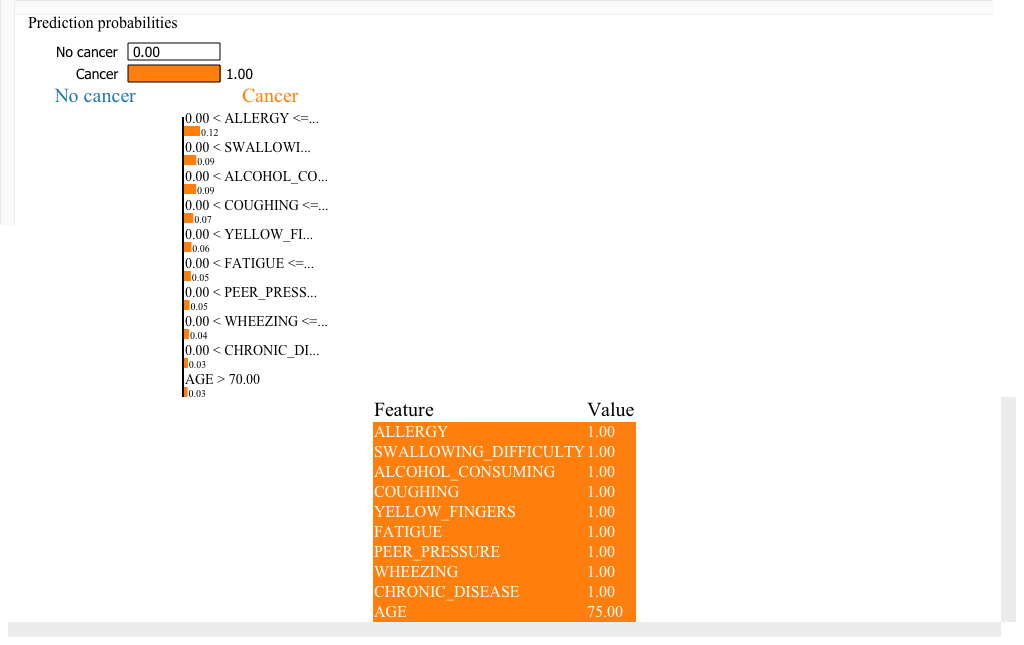 Prediction probabilities
No cancer 0.00
Cancer 1.00
No cancer Cancer
0.00 < ALLERGY <=...
0.12
0.00 < SWALLOWI...
0.09
0.00 < ALCOHOL_CO...
0.09
0.00 < COUGHING <=...
0.07
0.00 < YELLOW_FI...
0.06
0.00 < FATIGUE <=...
0.05
0.00 < PEER_PRESS...
0.05
0.00 < WHEEZING <=...
0.04
0.00 < CHRONIC_DI...
0.03
AGE > 70.00
0.03
Feature Value
ALLERGY 1.00
SWALLOWING_DIFFICULTY 1.00
ALCOHOL_CONSUMING 1.00
COUGHING 1.00
YELLOW_FINGERS 1.00
FATIGUE 1.00
PEER_PRESSURE 1.00
WHEEZING 1.00
CHRONIC_DISEASE 1.00
AGE 75.00